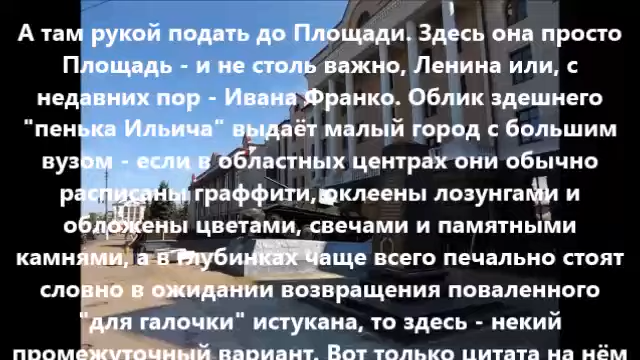 А там рукой подать до Площади. Здесь она просто
Площадь - и не столь важно, Ленина или, с
недавних пор - Ивана Франко. Облик здешнего
"пенька Ильича" выдаёт малый город с большим
вузом - если в областных центрах они обычно
расписаны граффити, оклеены лозунгами и
обложены цветами, свечами и памятными
камнями, а в глубинках чаще всего печально стоят
словно в ожидании возвращения поваленного
"для галочки" истукана, то здесь - некий
промежуточный вариант. Вот только цитата на нём